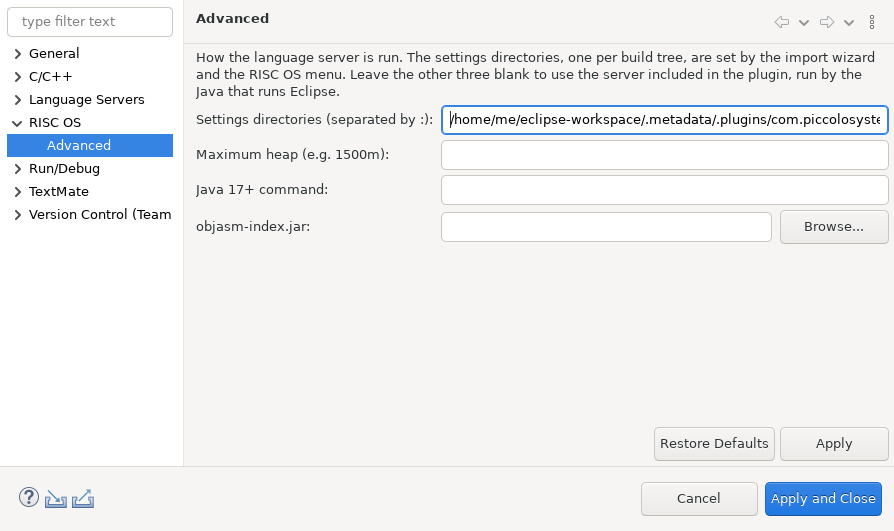 type filter text
General
C/C++
Language Servers
RISC OS
Advanced
Run/Debug
TextMate
Version Control (Team
Advanced
How the language server is run. The settings directories, one per build tree, are set by the import wizard
and the RISC OS menu. Leave the other three blank to use the server included in the plugin, run by the
Java that runs Eclipse.
Settings directories (separated by :):
/home/me/eclipse-workspace/.metadata/.plugins/com.piccolosyste
Maximum heap (e.g. 1500m):
Java 17+ command:
objasm-index.jar:
Browse...
Restore Defaults
Apply
?
Cancel
Apply and Close